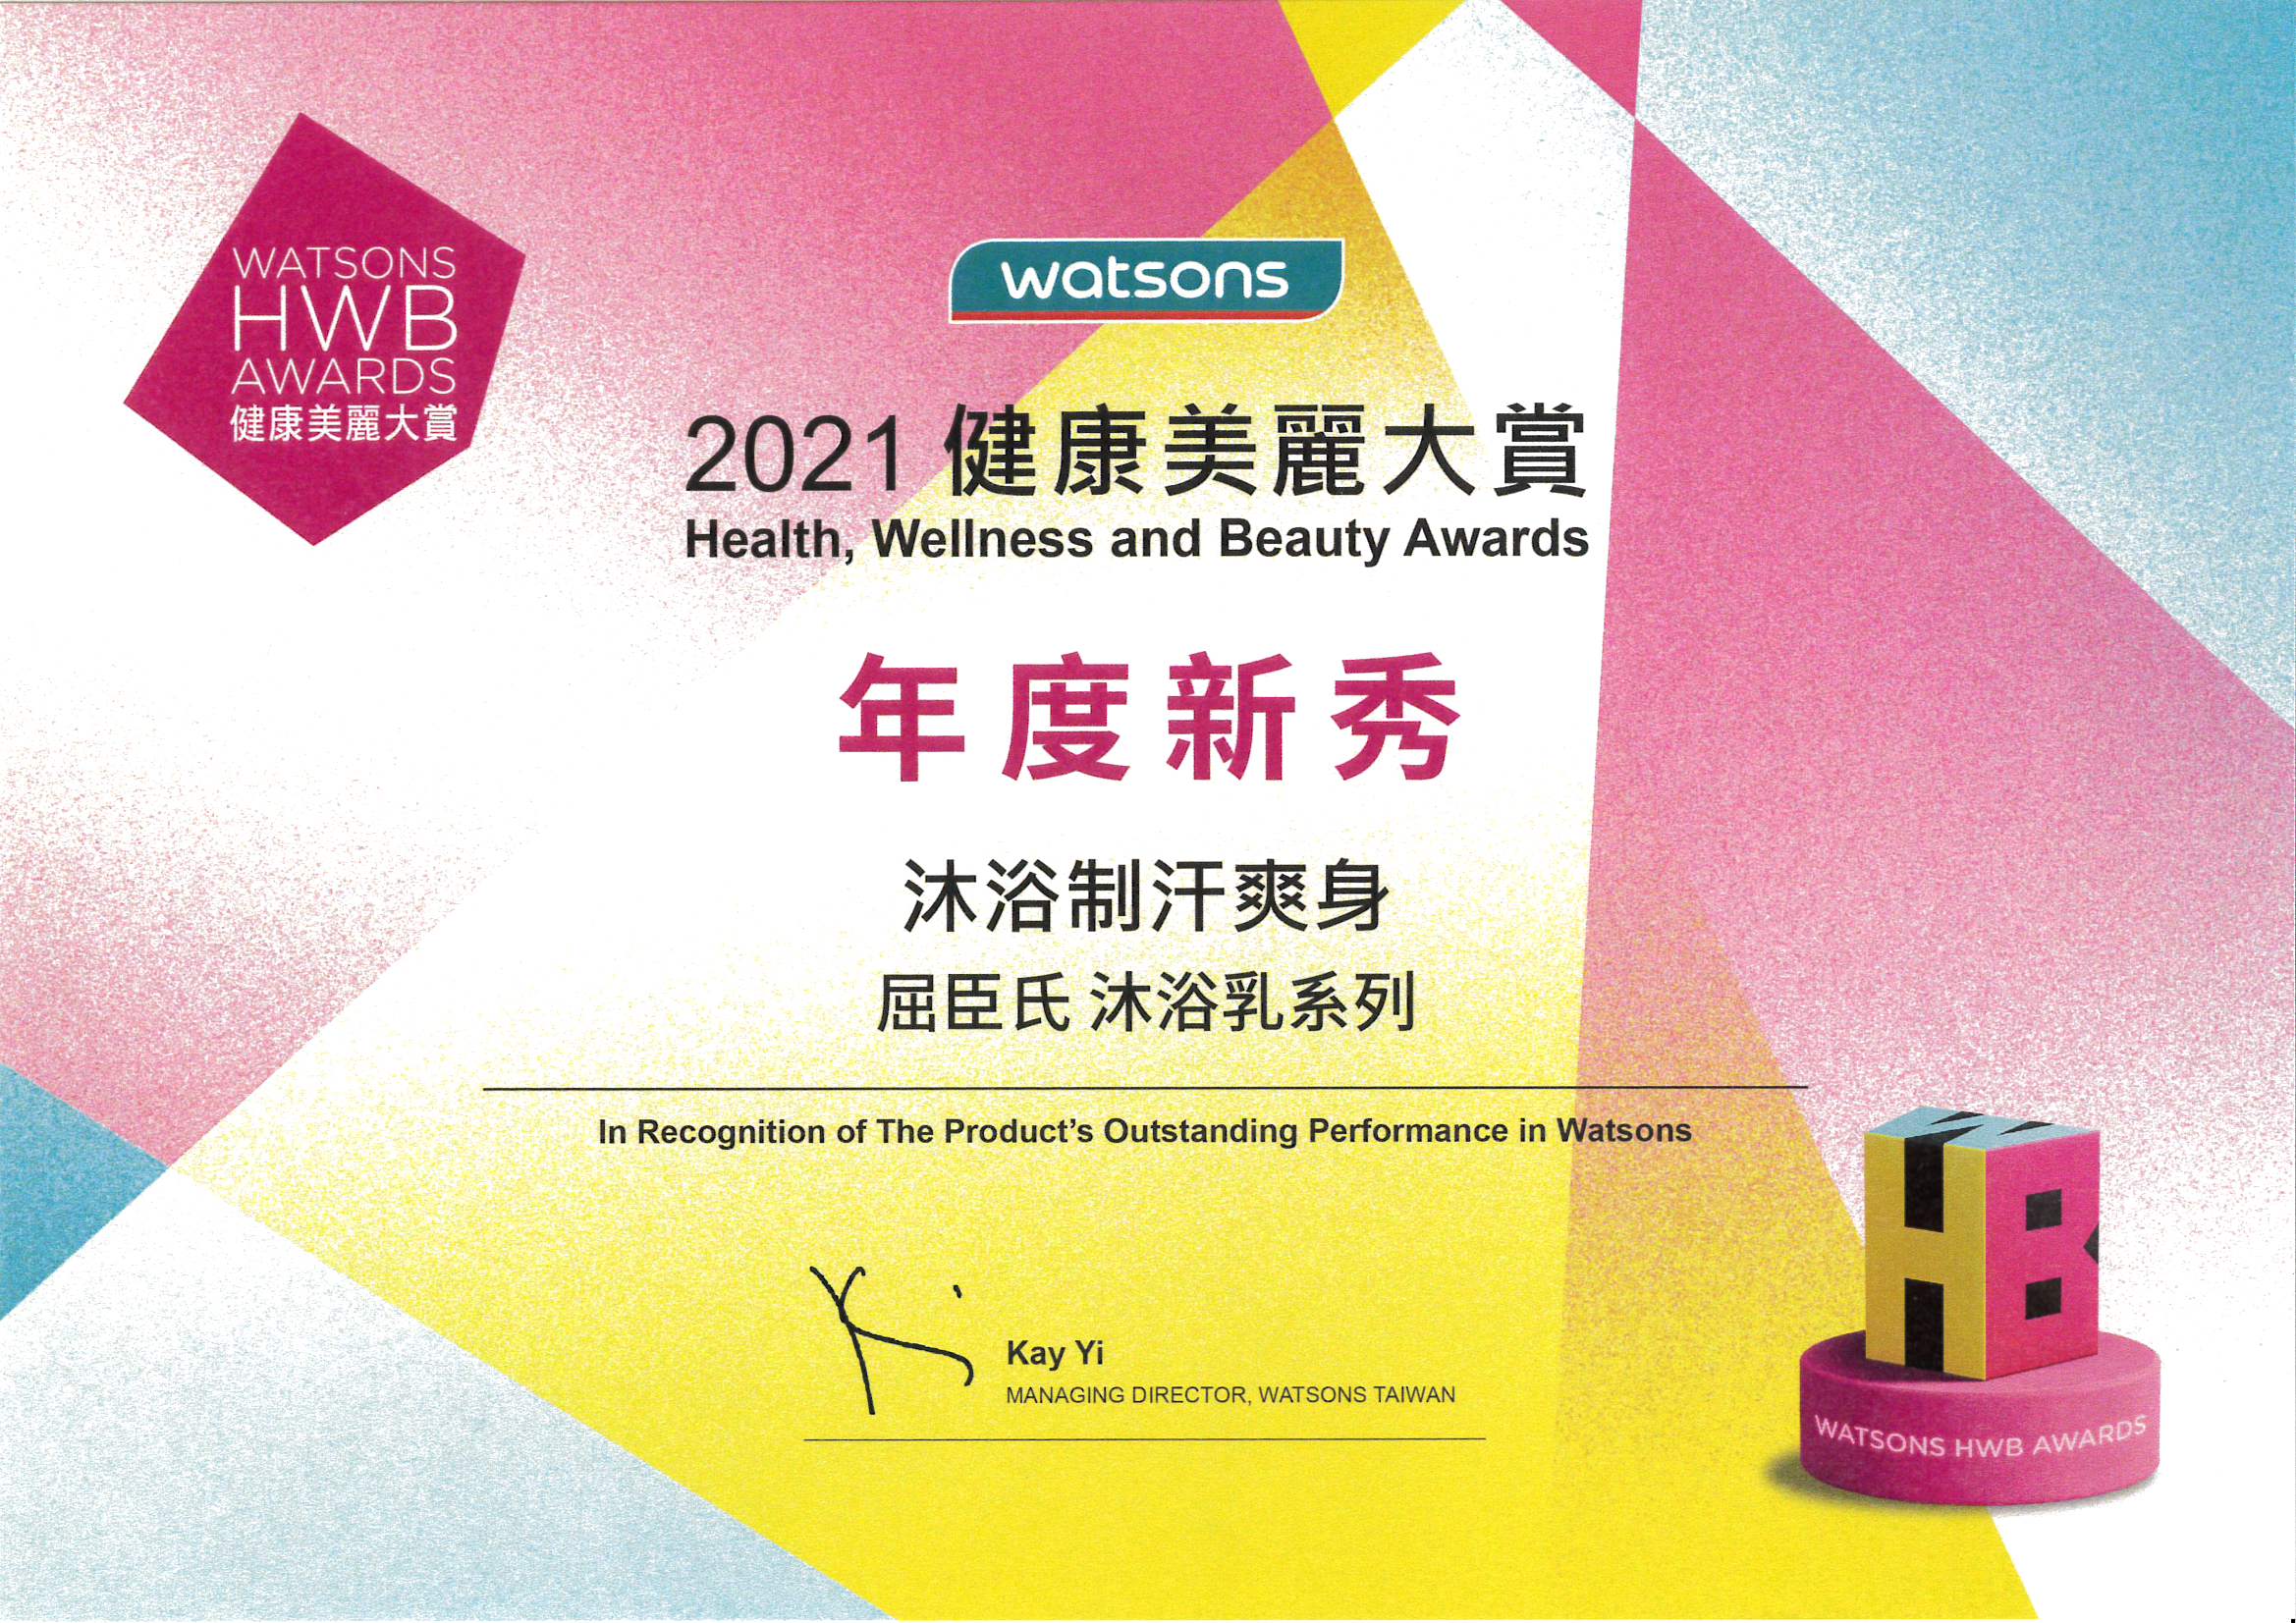 WATSONS
HWB
AWARDS
健康美麗大賞
watsons
2021 健康美麗大賞
Health, Wellness and Beauty Awards
年度新秀
沐浴制汗爽身
屈臣氏 沐浴乳系列
In Recognition of The Product's Outstanding Performance in Watsons
Kay Yi
MANAGING DIRECTOR, WATSONS TAIWAN
W
H B
WATSONS HWB AWARDS